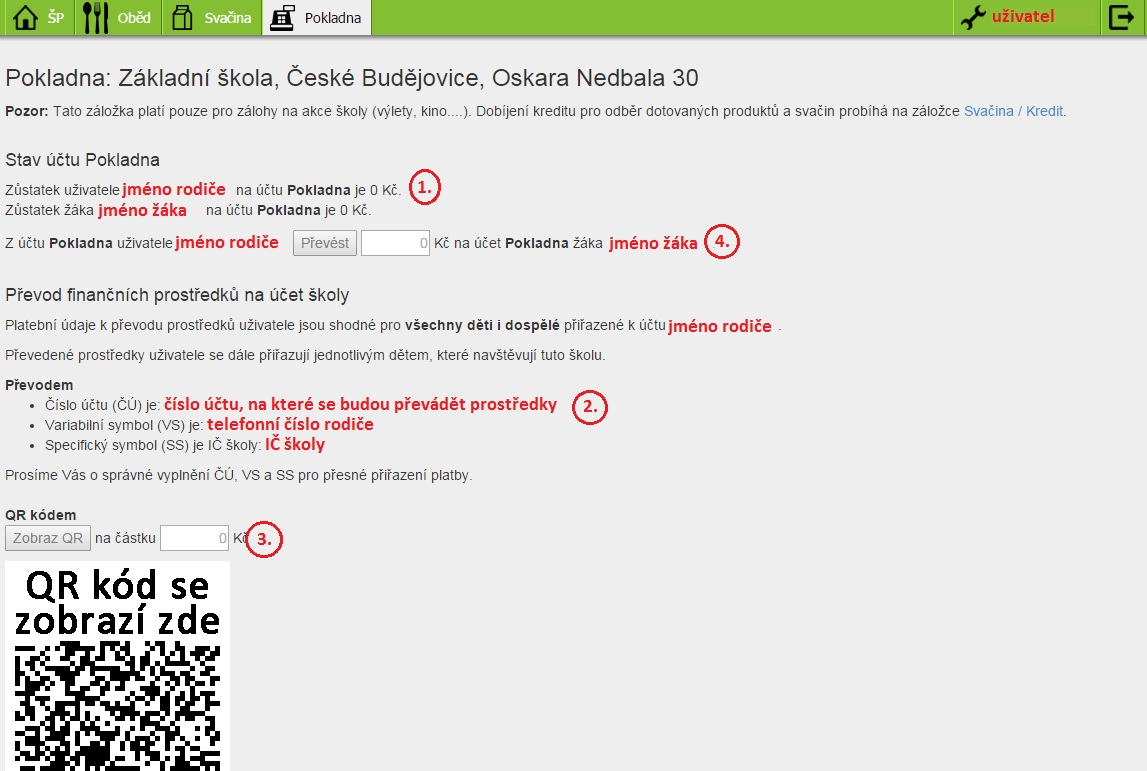 ŠP Oběd Svačina Pokladna uživatel
Pokladna: Základní škola, České Budějovice, Oskara Nedbala 30
Pozor: Tato záložka platí pouze pro zálohy na akce školy (výlety, kino....). Dobíjení kreditu pro odběr dotovaných produktů a svačin probíhá na záložce Svačina / Kredit.
Stav účtu Pokladna
Zůstatek uživatele jméno rodiče na účtu Pokladna je 0 Kč. 1.
Zůstatek žáka jméno žáka na účtu Pokladna je 0 Kč.
Z účtu Pokladna uživatele jméno rodiče Převést 0 Kč na účet Pokladna žáka jméno žáka 4.
Převod finančních prostředků na účet školy
Platební údaje k převodu prostředků uživatele jsou shodné pro všechny děti i dospělé přiřazené k účtu jméno rodiče .
Převedené prostředky uživatele se dále přiřazují jednotlivým dětem, které navštěvují tuto školu.
Převodem
• Číslo účtu (ČÚ) je: číslo účtu, na které se budou převádět prostředky 2.
• Variabilní symbol (VS) je: telefonní číslo rodiče
• Specifický symbol (SS) je IČ školy: IČ školy
Prosíme Vás o správné vyplnění ČÚ, VS a SS pro přesné přiřazení platby.
QR kódem
Zobraz QR na částku 0 Kč 3.
QR kód se
zobrazí zde